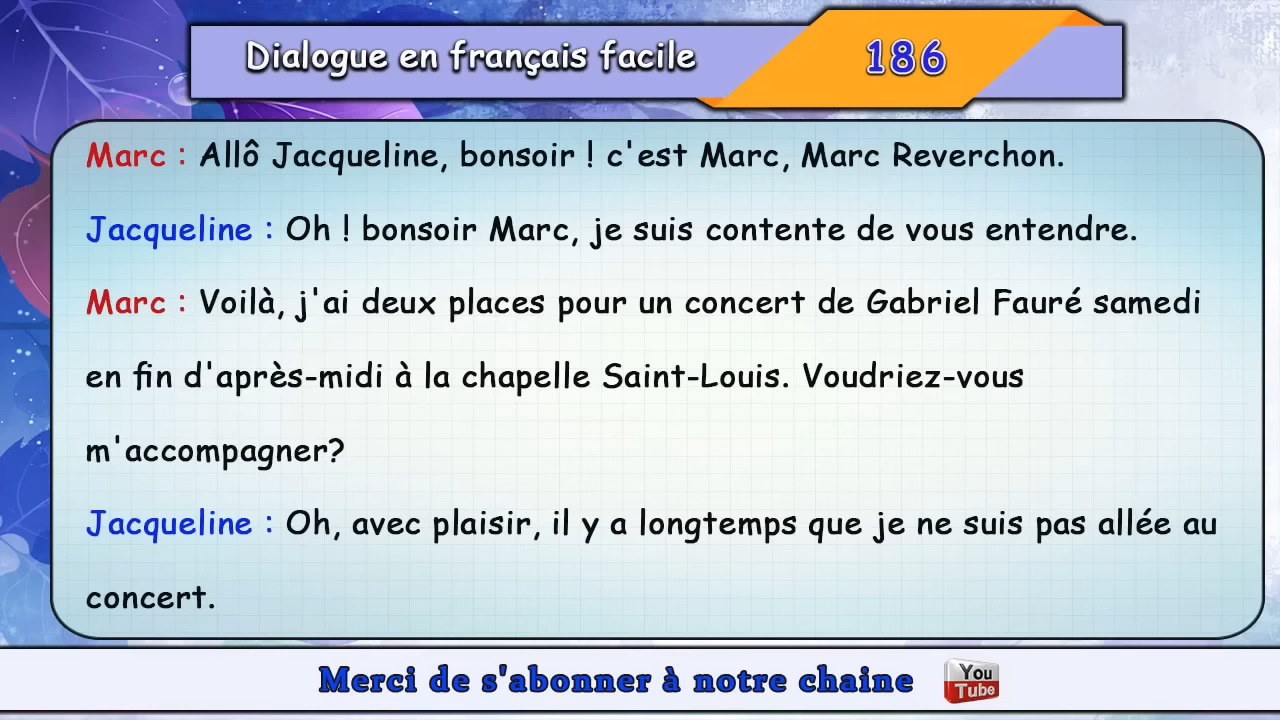 Dialogue en français facile
186
Marc : Allô Jacqueline, bonsoir ! c'est Marc, Marc Reverchon.
Jacqueline : Oh ! bonsoir Marc, je suis contente de vous entendre.
Marc : Voilà, j'ai deux places pour un concert de Gabriel Fauré samedi
en fin d'après-midi à la chapelle Saint-Louis. Voudriez-vous
m'accompagner?
Jacqueline : Oh, avec plaisir, il y a longtemps que je ne suis pas allée au
concert.
Merci de s'abonner à notre chaine
You
Tube